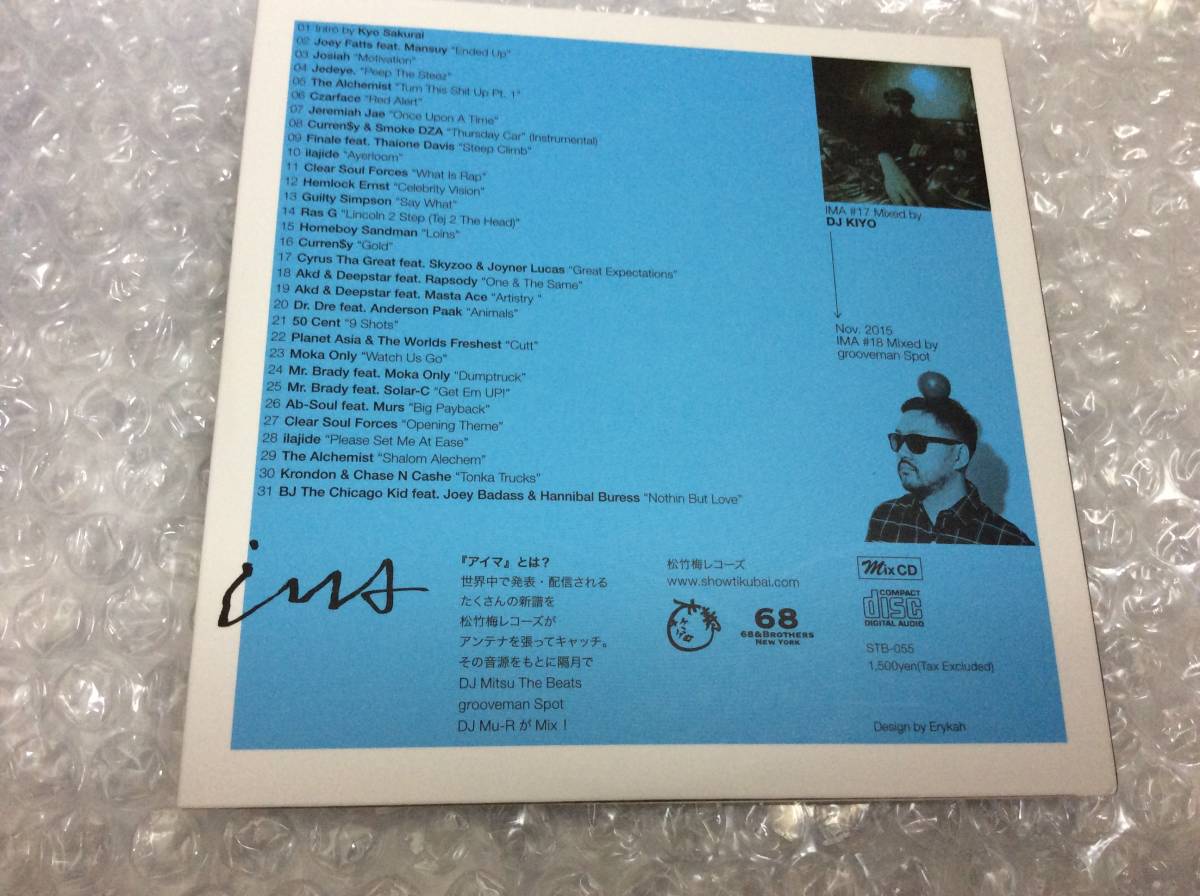 01 Intro by Kyo Sakurai
02 Joey Fatts feat. Mansuy "Ended Up"
03 Josiah "Motivation"
04 Jedeye. "Peep The Steaz"
05 The Alchemist "Turn This Shit Up Pt. 1"
06 Czarface "Red Alert"
07 Jeremiah Jae "Once Upon A Time"
08 Curren$y & Smoke DZA "Thursday Car" (Instrumental)
09 Finale feat. Thaione Davis "Steep Climb"
10 ilajide "Ayerloom"
11 Clear Soul Forces "What Is Rap"
12 Hemlock Ernst "Celebrity Vision"
13 Guilty Simpson "Say What"
14 Ras G "Lincoln 2 Step (Tej 2 The Head)"
15 Homeboy Sandman "Loins"
16 Curren$y "Gold"
17 Cyrus Tha Great feat. Skyzoo & Joyner Lucas "Great Expectations"
18 Akd & Deepstar feat. Rapsody "One & The Same"
19 Akd & Deepstar feat. Masta Ace "Artistry "
20 Dr. Dre feat. Anderson Paak "Animals"
21 50 Cent "9 Shots"
22 Planet Asia & The Worlds Freshest "Cutt"
23 Moka Only "Watch Us Go"
24 Mr. Brady feat. Moka Only "Dumptruck"
25 Mr. Brady feat. Solar-C "Get Em UP!"
26 Ab-Soul feat. Murs "Big Payback"
27 Clear Soul Forces "Opening Theme"
28 ilajide "Please Set Me At Ease"
29 The Alchemist "Shalom Alechem"
30 Krondon & Chase N Cashe "Tonka Trucks"
31 BJ The Chicago Kid feat. Joey Badass & Hannibal Buress "Nothin But Love"
IMA #17 Mixed by
DJ KIYO
Nov. 2015
IMA #18 Mixed by
grooveman Spot
ima
『アイマ』とは？
世界中で発表・配信される
たくさんの新譜を
松竹梅レコーズが
アンテナを張ってキャッチ。
その音源をもとに隔月で
DJ Mitsu The Beats
grooveman Spot
DJ Mu-R がMix！
松竹梅レコーズ
www.showtikubai.com
68
68&BROTHERS
NEW YORK
Mix CD
COMPACT
disc
DIGITAL AUDIO
STB-055
1,500yen(Tax Excluded)
Design by Erykah